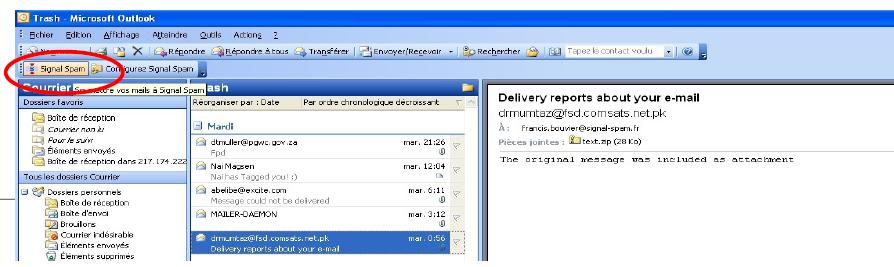 Trash - Microsoft Outlook
Fichier Edition Affichage Atteindre Outils Actions ?
Répondre Répondre à tous Transférer Envoyer/Recevoir Rechercher Tapez le contact voulu
Signal Spam Configurez Signal Spam
Courrier vos mails à Signal Spam Trash
Dossiers favoris
Boîte de réception
Courrier non lu
Pour le suivi
Éléments envoyés
Boîte de réception dans 217.174.222
Tous les dossiers Courrier
Dossiers personnels
Boîte de réception
Boîte d'envoi
Brouillons
Courrier indésirable
Éléments envoyés
Éléments supprimés
Réorganiser par : Date Par ordre chronologique décroissant
Mardi
dtmuller@pgwc.gov.za mar. 21:26
Fpd
Nai Magsen mar. 12:04
Nai has Tagged you! :)
abelibe@excite.com mar. 6:11
Message could not be delivered
MAILER-DAEMON mar. 3:12
drmumtaz@fsd.comsats.net.pk mar. 0:56
Delivery reports about your e-mail
Delivery reports about your e-mail
drmumtaz@fsd.comsats.net.pk
À : francis.bouvier@signal-spam.fr
Pièces jointes : text.zip (28 Ko)
The original message was included as attachment